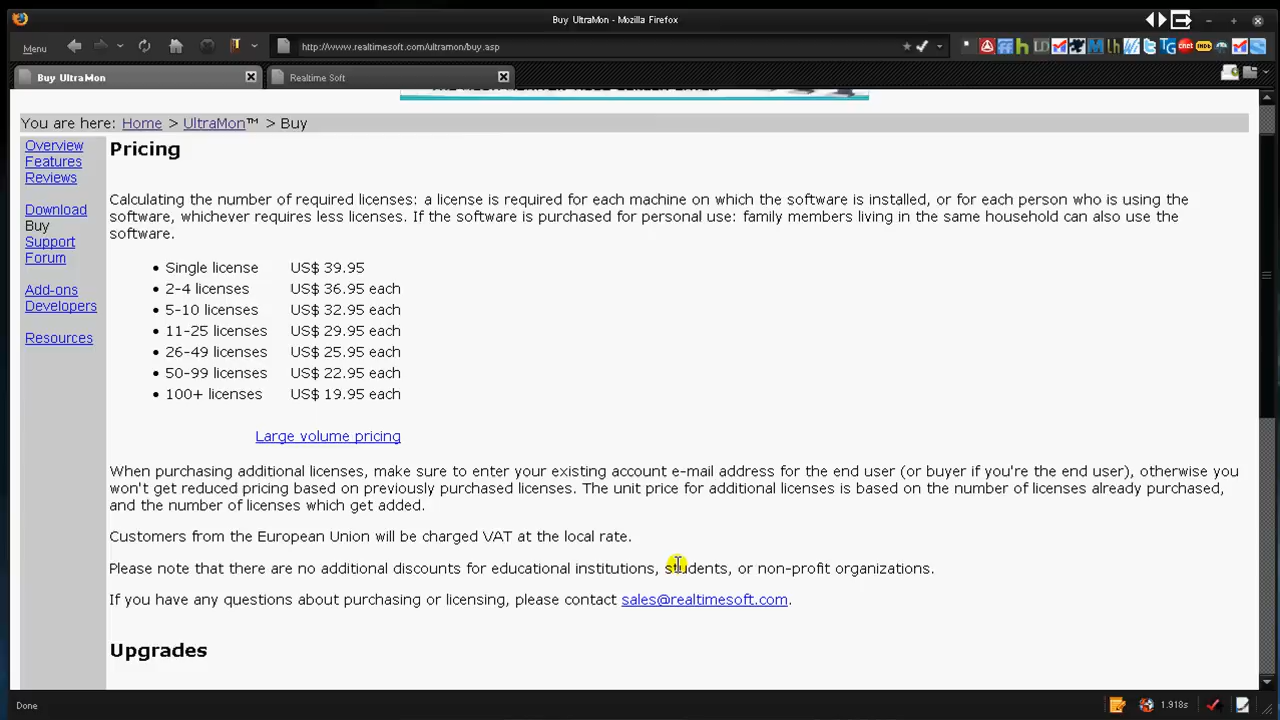 Buy UltraMon - Mozilla Firefox
Menu
http://www.realtimesoft.com/ultramon/buy.asp
Buy UltraMon
Realtime Soft
You are here: Home > UltraMon™ > Buy
Overview
Features
Reviews
Download
Buy
Support
Forum
Add-ons
Developers
Resources
Pricing
Calculating the number of required licenses: a license is required for each machine on which the software is installed, or for each person who is using the
software, whichever requires less licenses. If the software is purchased for personal use: family members living in the same household can also use the
software.
• Single license US$ 39.95
• 2-4 licenses US$ 36.95 each
• 5-10 licenses US$ 32.95 each
• 11-25 licenses US$ 29.95 each
• 26-49 licenses US$ 25.95 each
• 50-99 licenses US$ 22.95 each
• 100+ licenses US$ 19.95 each
Large volume pricing
When purchasing additional licenses, make sure to enter your existing account e-mail address for the end user (or buyer if you're the end user), otherwise you
won't get reduced pricing based on previously purchased licenses. The unit price for additional licenses is based on the number of licenses already purchased,
and the number of licenses which get added.
Customers from the European Union will be charged VAT at the local rate.
Please note that there are no additional discounts for educational institutions, students, or non-profit organizations.
If you have any questions about purchasing or licensing, please contact sales@realtimesoft.com.
Upgrades
Done
1.918s